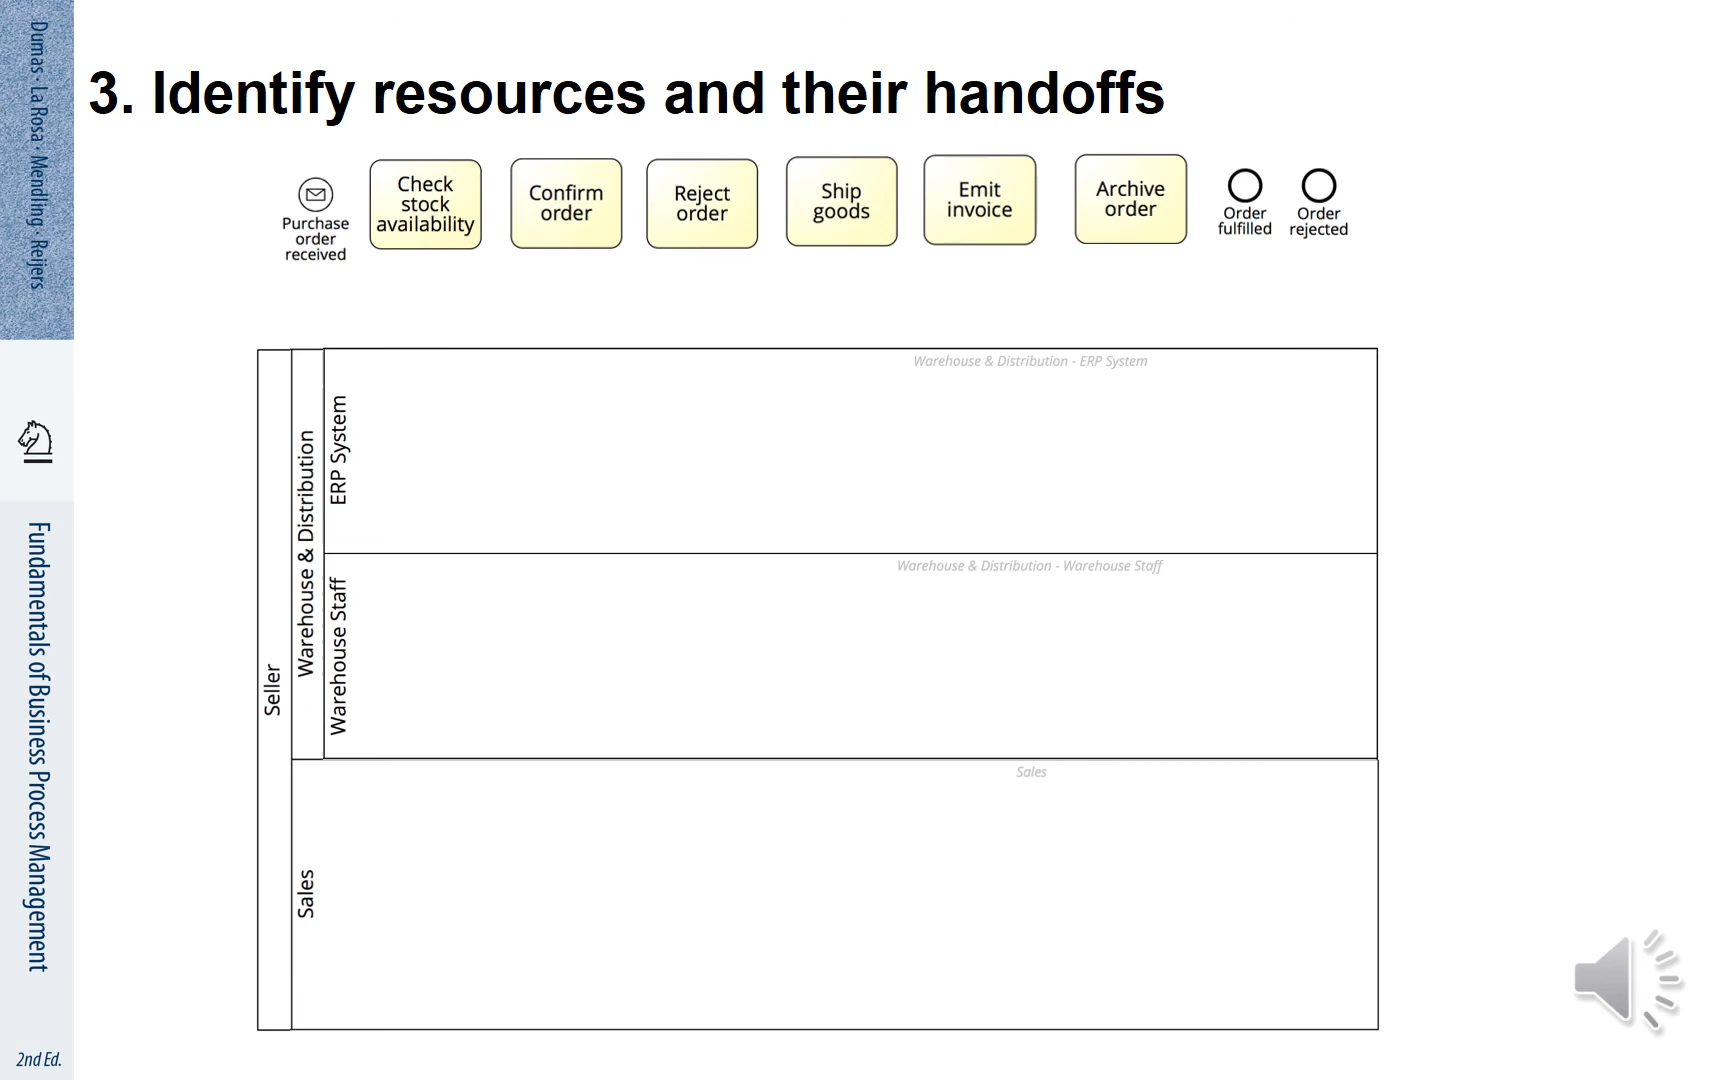 Dumas · La Rosa · Mendling · Reijers
Fundamentals of Business Process Management
2nd Ed.
3. Identify resources and their handoffs
Purchase
order
received
Check
stock
availability
Confirm
order
Reject
order
Ship
goods
Emit
invoice
Archive
order
Order
fulfilled
Order
rejected
Seller
Warehouse & Distribution
ERP System
Warehouse & Distribution - ERP System
Warehouse Staff
Warehouse & Distribution - Warehouse Staff
Sales
Sales